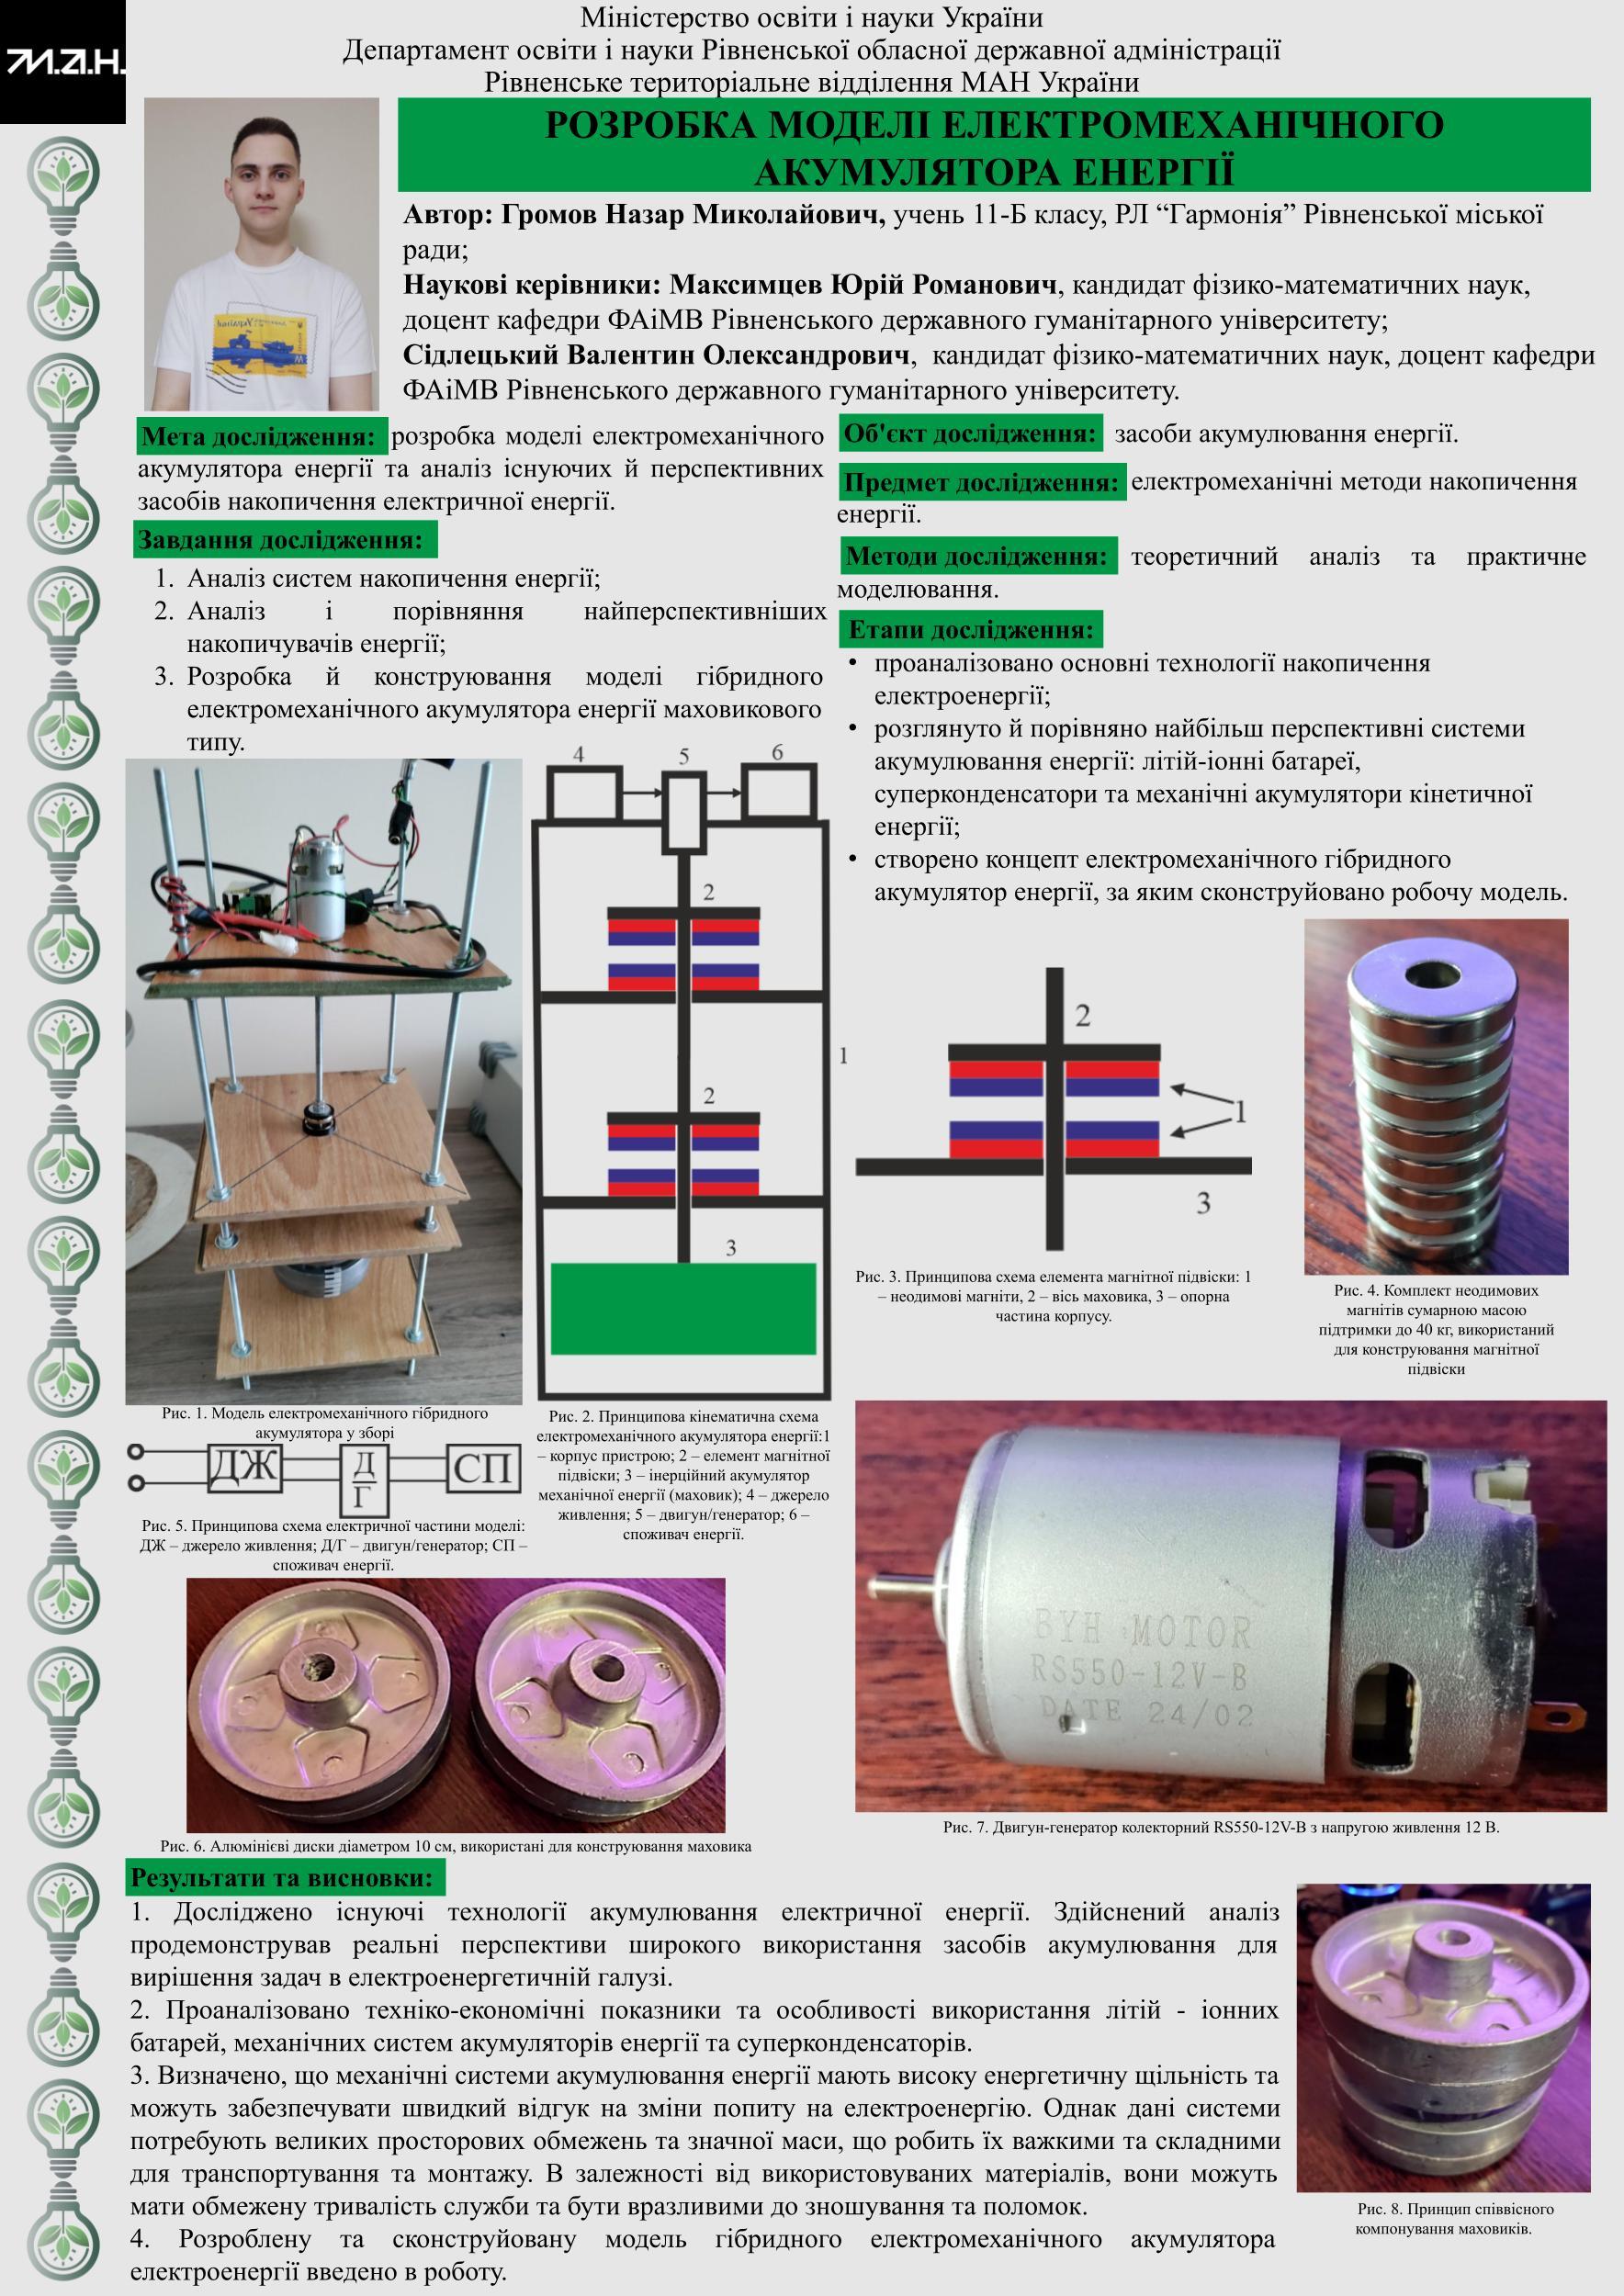 М.А.Н.
Міністерство освіти і науки України
Департамент освіти і науки Рівненської обласної державної адміністрації
Рівненське територіальне відділення МАН України
РОЗРОБКА МОДЕЛІ ЕЛЕКТРОМЕХАНІЧНОГО
АКУМУЛЯТОРА ЕНЕРГІЇ
Автор: Громов Назар Миколайович, учень 11-Б класу, РЛ “Гармонія” Рівненської міської
ради;
Наукові керівники: Максимцев Юрій Романович, кандидат фізико-математичних наук,
доцент кафедри ФАіМВ Рівненського державного гуманітарного університету;
Сідлецький Валентин Олександрович, кандидат фізико-математичних наук, доцент кафедри
ФАіМВ Рівненського державного гуманітарного університету.
Мета дослідження: розробка моделі електромеханічного
акумулятора енергії та аналіз існуючих й перспективних
засобів накопичення електричної енергії.
Завдання дослідження:
1. Аналіз систем накопичення енергії;
2. Аналіз і порівняння найперспективніших
накопичувачів енергії;
3. Розробка й конструювання моделі гібридного
електромеханічного акумулятора енергії маховикового
типу.
Об'єкт дослідження: засоби акумулювання енергії.
Предмет дослідження: електромеханічні методи накопичення
енергії.
Методи дослідження: теоретичний аналіз та практичне
моделювання.
Етапи дослідження:
• проаналізовано основні технології накопичення
електроенергії;
• розглянуто й порівняно найбільш перспективні системи
акумулювання енергії: літій-іонні батареї,
суперконденсатори та механічні акумулятори кінетичної
енергії;
• створено концепт електромеханічного гібридного
акумулятор енергії, за яким сконструйовано робочу модель.
4
5
6
2
1
2
3
2
1
3
Рис. 3. Принципова схема елемента магнітної підвіски: 1
– неодимові магніти, 2 – вісь маховика, 3 – опорна
частина корпусу.
Рис. 4. Комплект неодимових
магнітів сумарною масою
підтримки до 40 кг, використаний
для конструювання магнітної
підвіски
Рис. 1. Модель електромеханічного гібридного
акумулятора у зборі
Рис. 2. Принципова кінематична схема
електромеханічного акумулятора енергії:1
– корпус пристрою; 2 – елемент магнітної
підвіски; 3 – інерційний акумулятор
механічної енергії (маховик); 4 – джерело
живлення; 5 – двигун/генератор; 6 –
споживач енергії.
ДЖ
Д
Г
СП
Рис. 5. Принципова схема електричної частини моделі:
ДЖ – джерело живлення; Д/Г – двигун/генератор; СП –
споживач енергії.
BYH MOTOR
RS550-12V-B
DATE 24/02
Рис. 6. Алюмінієві диски діаметром 10 см, використані для конструювання маховика
Рис. 7. Двигун-генератор колекторний RS550-12V-B з напругою живлення 12 В.
Результати та висновки:
1. Досліджено існуючі технології акумулювання електричної енергії. Здійснений аналіз
продемонстрував реальні перспективи широкого використання засобів акумулювання для
вирішення задач в електроенергетичній галузі.
2. Проаналізовано техніко-економічні показники та особливості використання літій - іонних
батарей, механічних систем акумуляторів енергії та суперконденсаторів.
3. Визначено, що механічні системи акумулювання енергії мають високу енергетичну щільність та
можуть забезпечувати швидкий відгук на зміни попиту на електроенергію. Однак дані системи
потребують великих просторових обмежень та значної маси, що робить їх важкими та складними
для транспортування та монтажу. В залежності від використовуваних матеріалів, вони можуть
мати обмежену тривалість служби та бути вразливими до зношування та поломок.
4. Розроблену та сконструйовану модель гібридного електромеханічного акумулятора
електроенергії введено в роботу.
Рис. 8. Принцип співвісного
компонування маховиків.